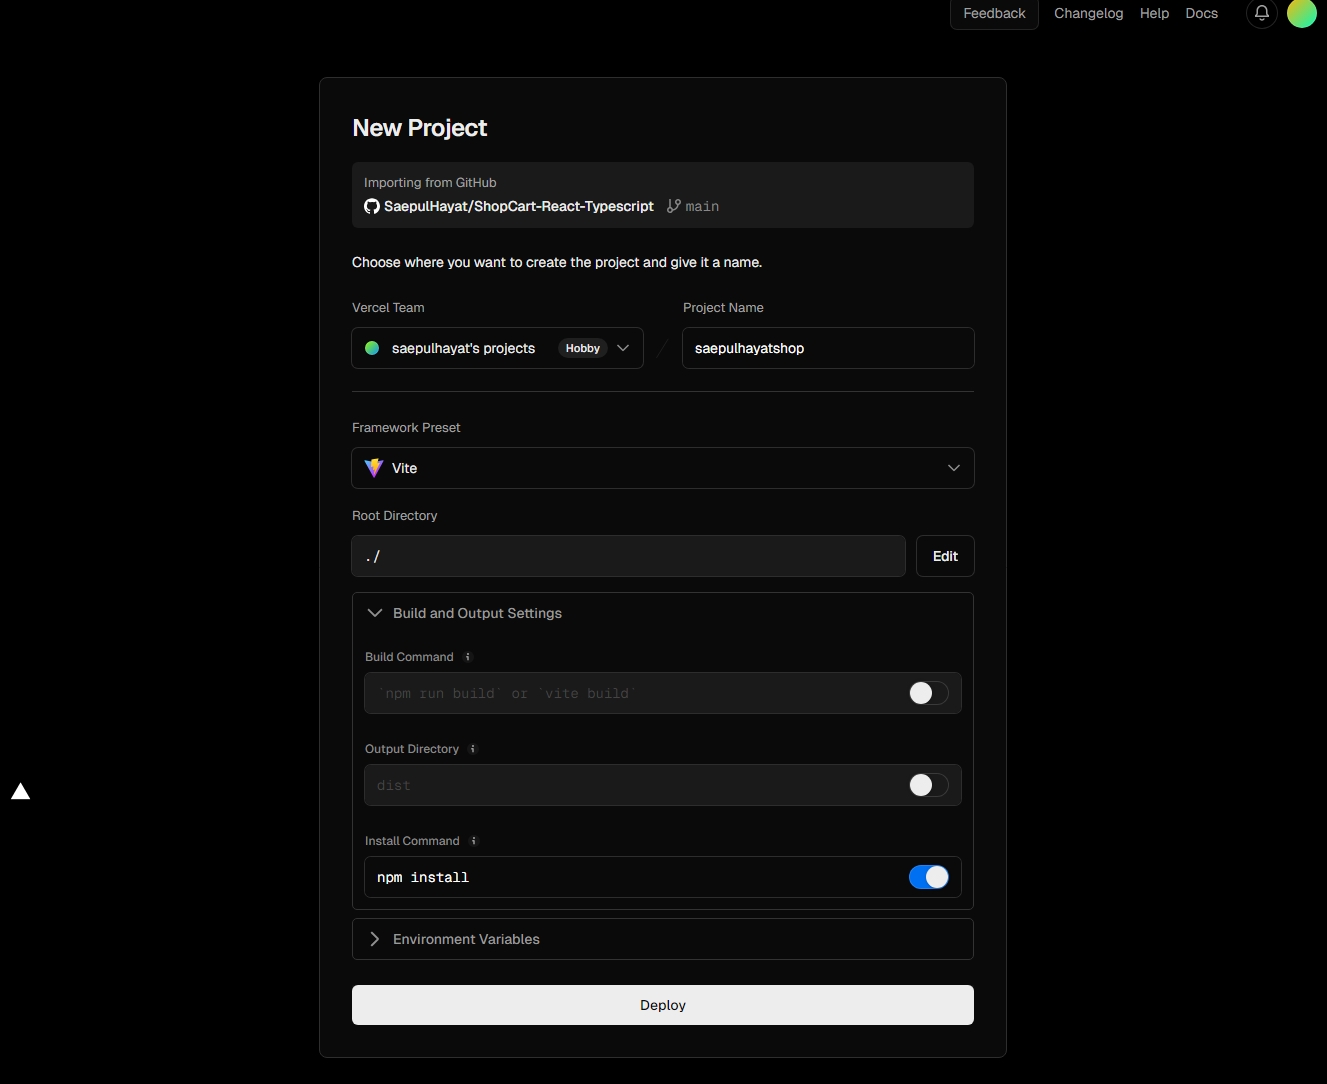 Feedback Changelog Help Docs
New Project
Importing from GitHub
SaepulHayat/ShopCart-React-Typescript main
Choose where you want to create the project and give it a name.
Vercel Team Project Name
saepulhayat's projects Hobby saepulhayatshop
Framework Preset
Vite
Root Directory
./ Edit
Build and Output Settings
Build Command
`npm run build` or `vite build`
Output Directory
dist
Install Command
npm install
Environment Variables
Deploy